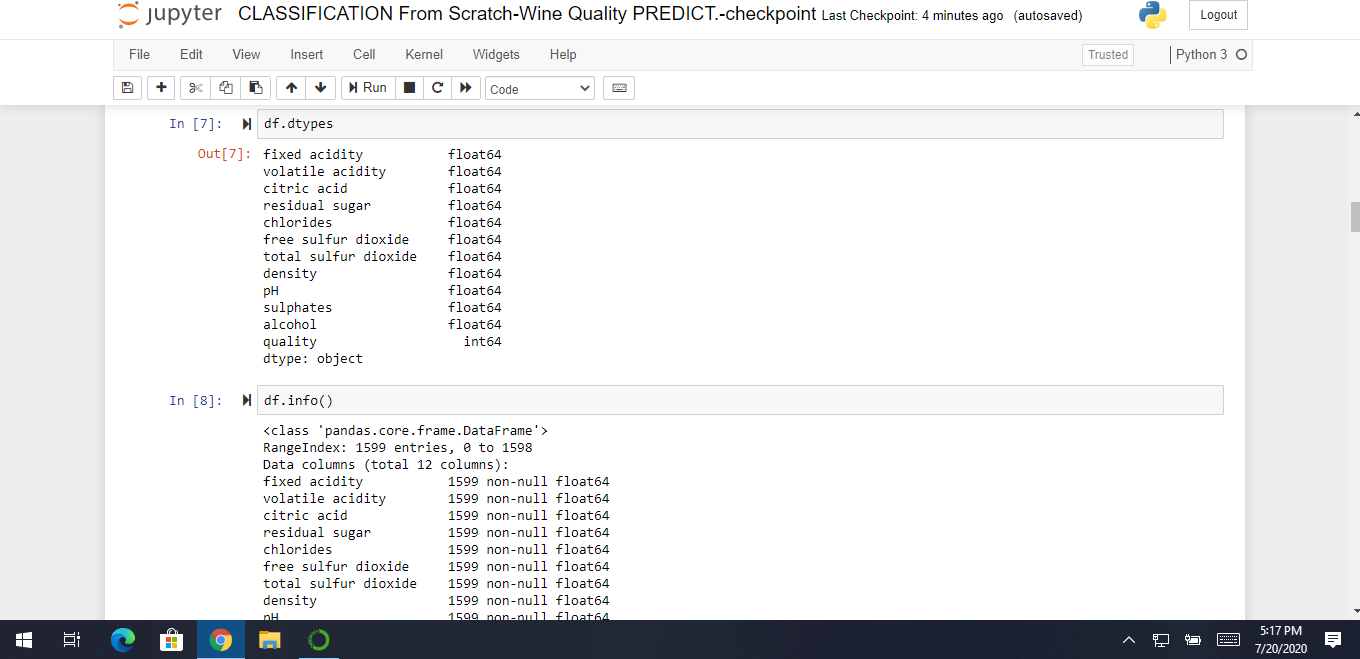 jupyter CLASSIFICATION From Scratch-Wine Quality PREDICT.-checkpoint Last Checkpoint: 4 minutes ago (autosaved) Logout
File Edit View Insert Cell Kernel Widgets Help Trusted Python 3
Run Code
In [7]: df.dtypes
Out[7]: fixed acidity float64
volatile acidity float64
citric acid float64
residual sugar float64
chlorides float64
free sulfur dioxide float64
total sulfur dioxide float64
density float64
pH float64
sulphates float64
alcohol float64
quality int64
dtype: object
In [8]: df.info()
<class 'pandas.core.frame.DataFrame'>
RangeIndex: 1599 entries, 0 to 1598
Data columns (total 12 columns):
fixed acidity 1599 non-null float64
volatile acidity 1599 non-null float64
citric acid 1599 non-null float64
residual sugar 1599 non-null float64
chlorides 1599 non-null float64
free sulfur dioxide 1599 non-null float64
total sulfur dioxide 1599 non-null float64
density 1599 non-null float64
pH 1599 non-null float64
5:17 PM
7/20/2020